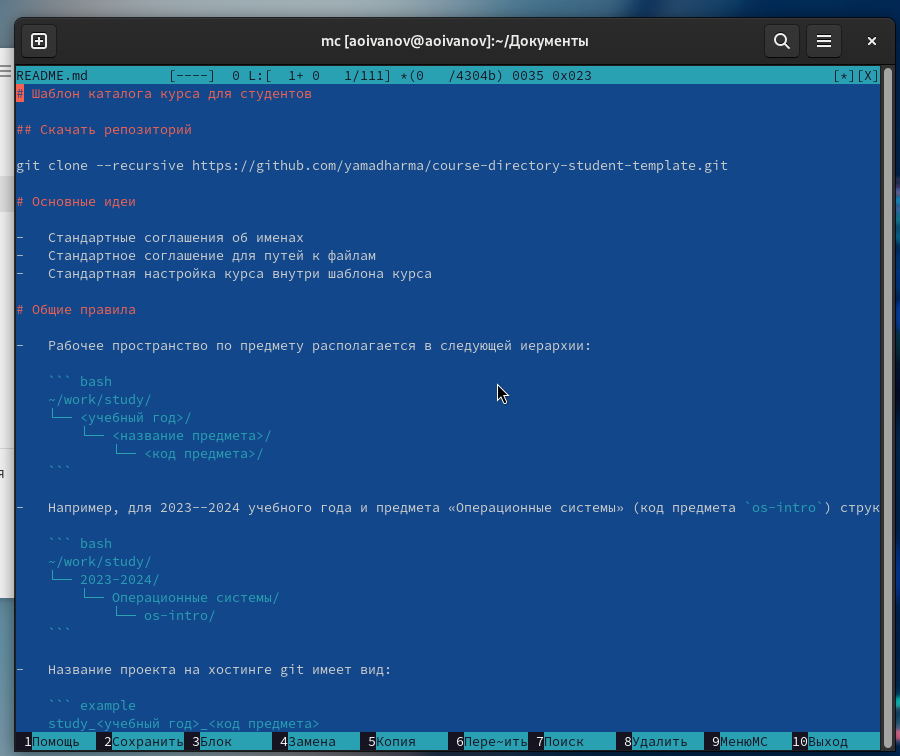 mc [aoivanov@aoivanov]:~/Документы
README.md [----] 0 L:[ 1+ 0 1/111] *(0 /4304b) 0035 0x023 [*][X]
# Шаблон каталога курса для студентов
## Скачать репозиторий
git clone --recursive https://github.com/yamadharma/course-directory-student-template.git
# Основные идеи
- Стандартные соглашения об именах
- Стандартное соглашение для путей к файлам
- Стандартная настройка курса внутри шаблона курса
# Общие правила
- Рабочее пространство по предмету располагается в следующей иерархии:
``` bash
~/work/study/
└── <учебный год>/
└── <название предмета>/
└── <код предмета>/
```
- Например, для 2023--2024 учебного года и предмета «Операционные системы» (код предмета `os-intro`) струк
``` bash
~/work/study/
└── 2023-2024/
└── Операционные системы/
└── os-intro/
```
- Название проекта на хостинге git имеет вид:
``` example
study_<учебный год>_<код предмета>
я
1Помощь 2Сохранить 3Блок 4Замена 5Копия 6Пере~ить 7Поиск 8Удалить 9МенюMC 10Выход